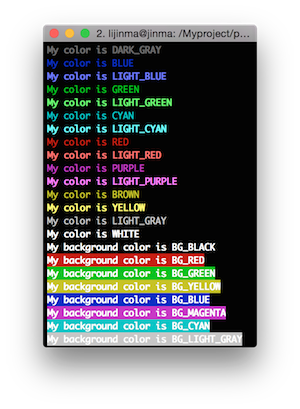 2. lijinma@jinma: /Myproject/p…
My color is DARK_GRAY
My color is BLUE
My color is LIGHT_BLUE
My color is GREEN
My color is LIGHT_GREEN
My color is CYAN
My color is LIGHT_CYAN
My color is RED
My color is LIGHT_RED
My color is PURPLE
My color is LIGHT_PURPLE
My color is BROWN
My color is YELLOW
My color is LIGHT_GRAY
My color is WHITE
My background color is BG_BLACK
My background color is BG_RED
My background color is BG_GREEN
My background color is BG_YELLOW
My background color is BG_BLUE
My background color is BG_MAGENTA
My background color is BG_CYAN
My background color is BG_LIGHT_GRAY